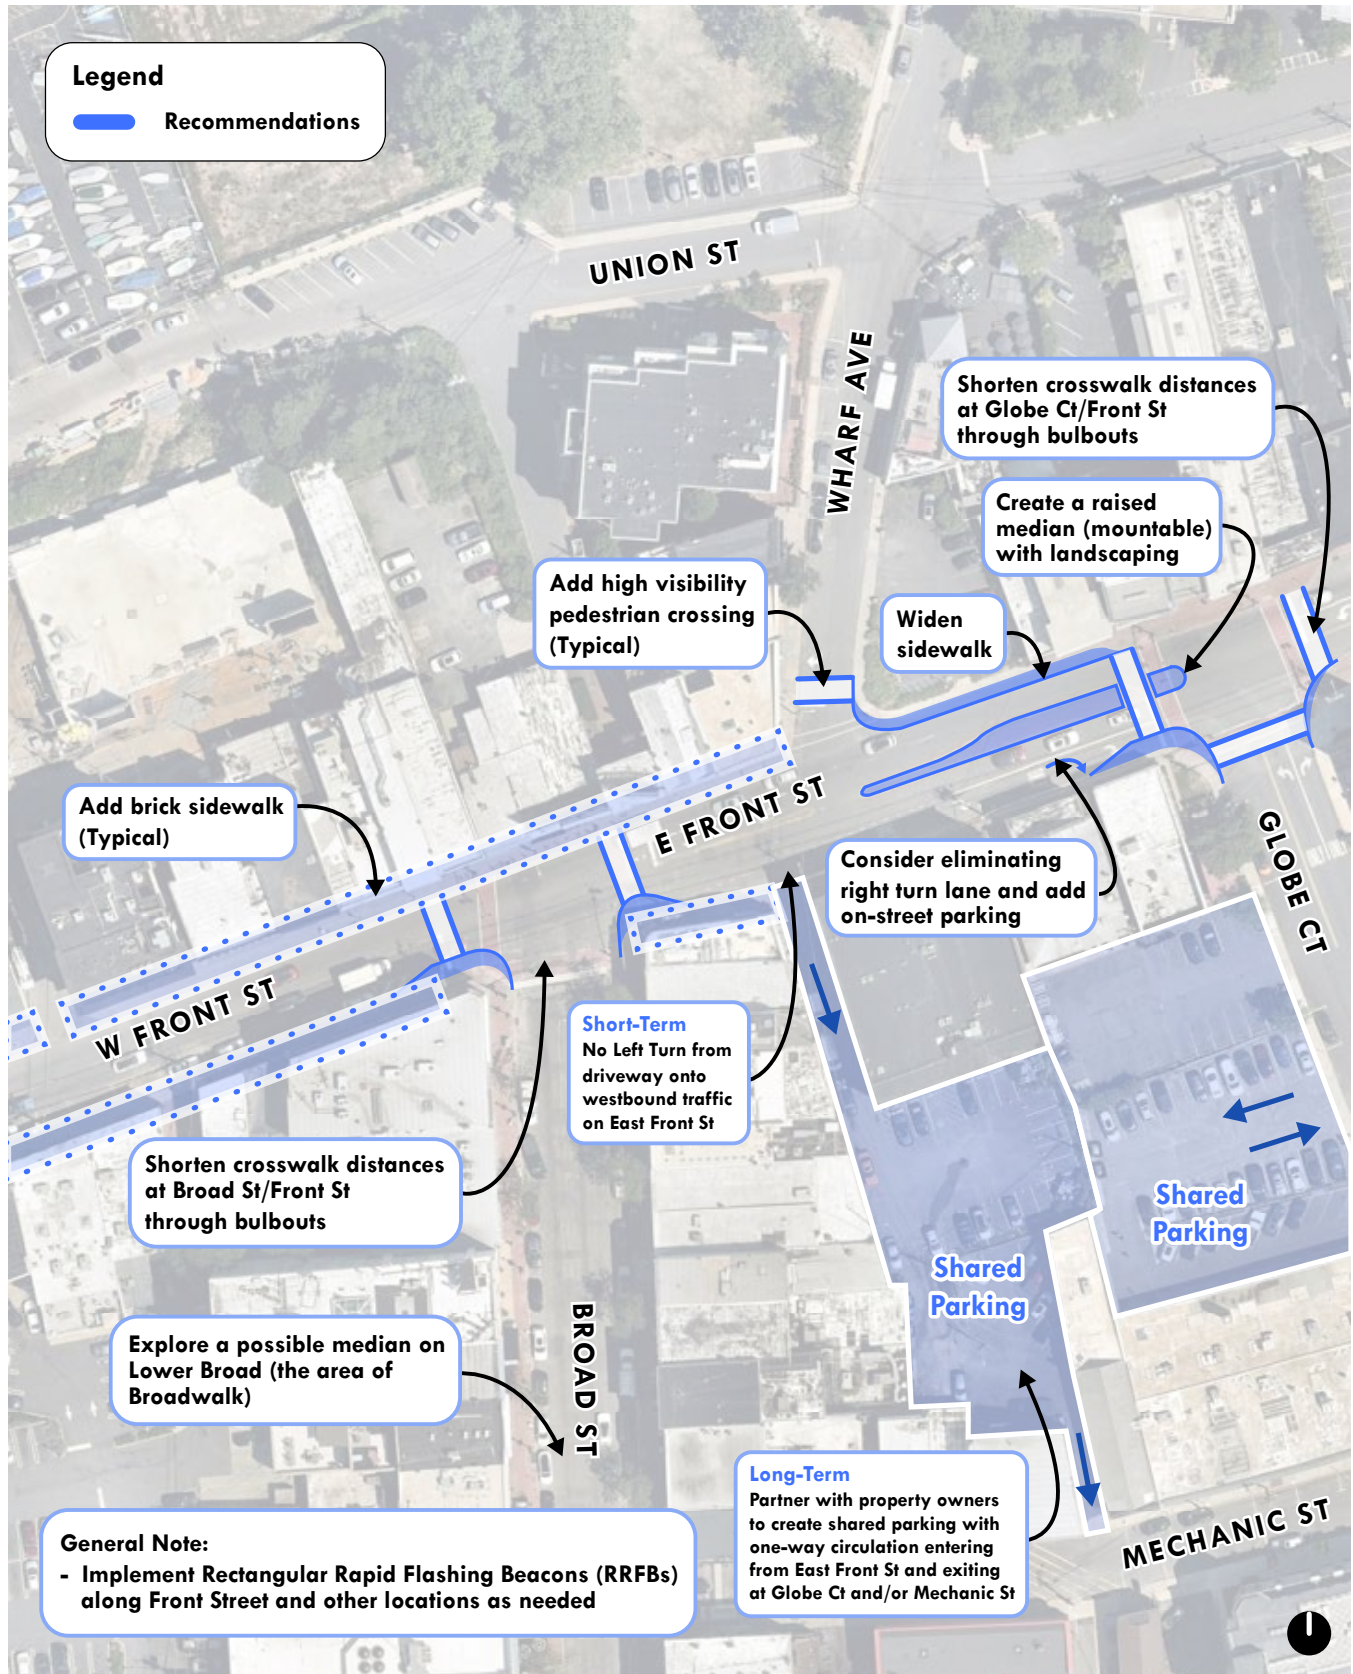 Legend
Recommendations
UNION ST
WHARF AVE
Shorten crosswalk distances
at Globe Ct/Front St
through bulbouts
Create a raised
median (mountable)
with landscaping
Add high visibility
pedestrian crossing
(Typical)
Widen
sidewalk
Add brick sidewalk
(Typical)
E FRONT ST
GLOBE CT
Consider eliminating
right turn lane and add
on-street parking
W FRONT ST
Short-Term
No Left Turn from
driveway onto
westbound traffic
on East Front St
Shorten crosswalk distances
at Broad St/Front St
through bulbouts
Shared
Parking
Shared
Parking
Explore a possible median on
Lower Broad (the area of
Broadwalk)
BROAD ST
Long-Term
Partner with property owners
to create shared parking with
one-way circulation entering
from East Front St and exiting
at Globe Ct and/or Mechanic St
MECHANIC ST
General Note:
- Implement Rectangular Rapid Flashing Beacons (RRFBs)
along Front Street and other locations as needed